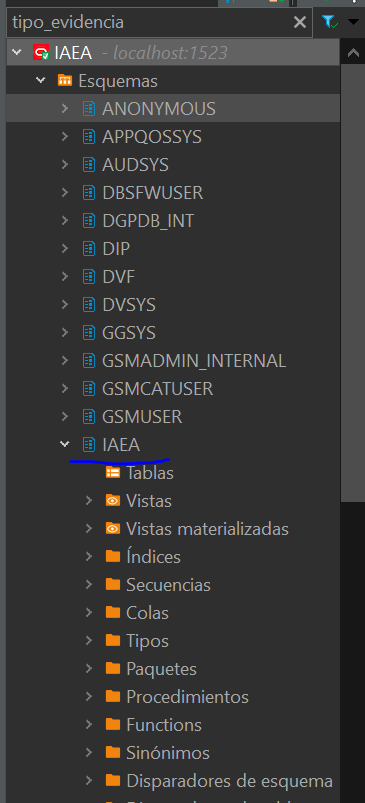 tipo_evidencia
IAEA - localhost:1523
Esquemas
ANONYMOUS
APPQOSSYS
AUDSYS
DBSFWUSER
DGPDB_INT
DIP
DVF
DVSYS
GGSYS
GSMADMIN_INTERNAL
GSMCATUSER
GSMUSER
IAEA
Tablas
Vistas
Vistas materializadas
Índices
Secuencias
Colas
Tipos
Paquetes
Procedimientos
Functions
Sinónimos
Disparadores de esquema